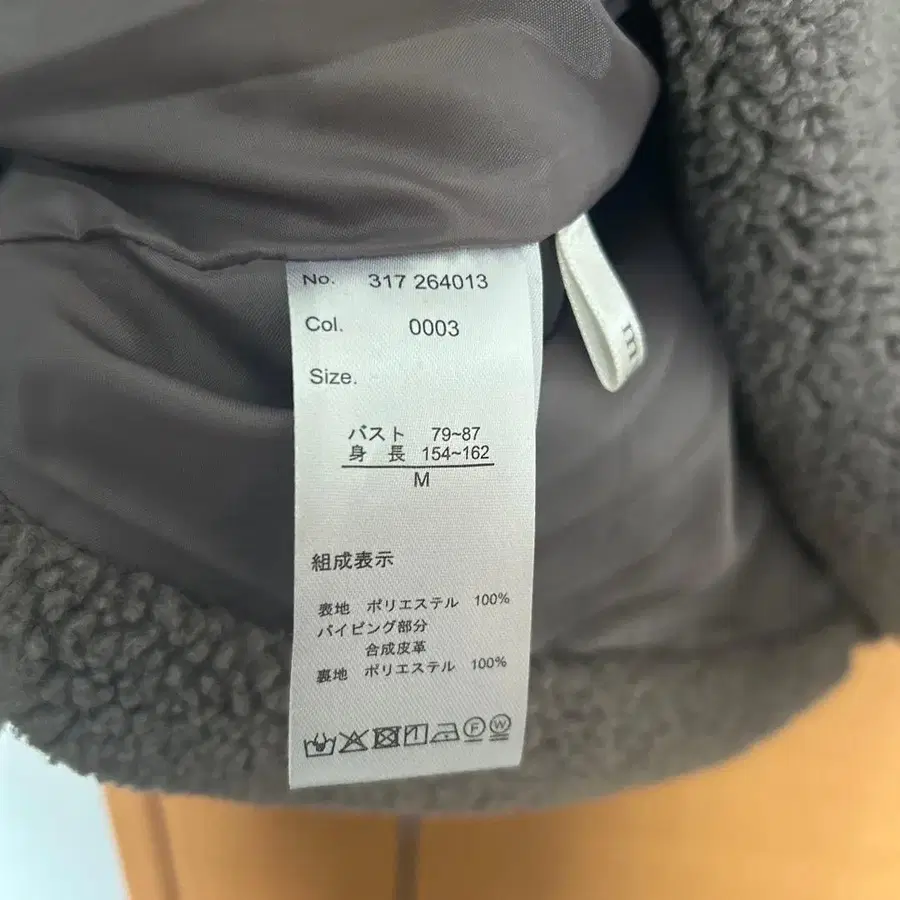 No. 317 264013
Col. 0003
Size.
バスト 79~87
身 長 154~162
M
組成表示
表地 ポリエステル 100%
パイピング部分
合成皮革
裏地 ポリエステル 100%
F W
m